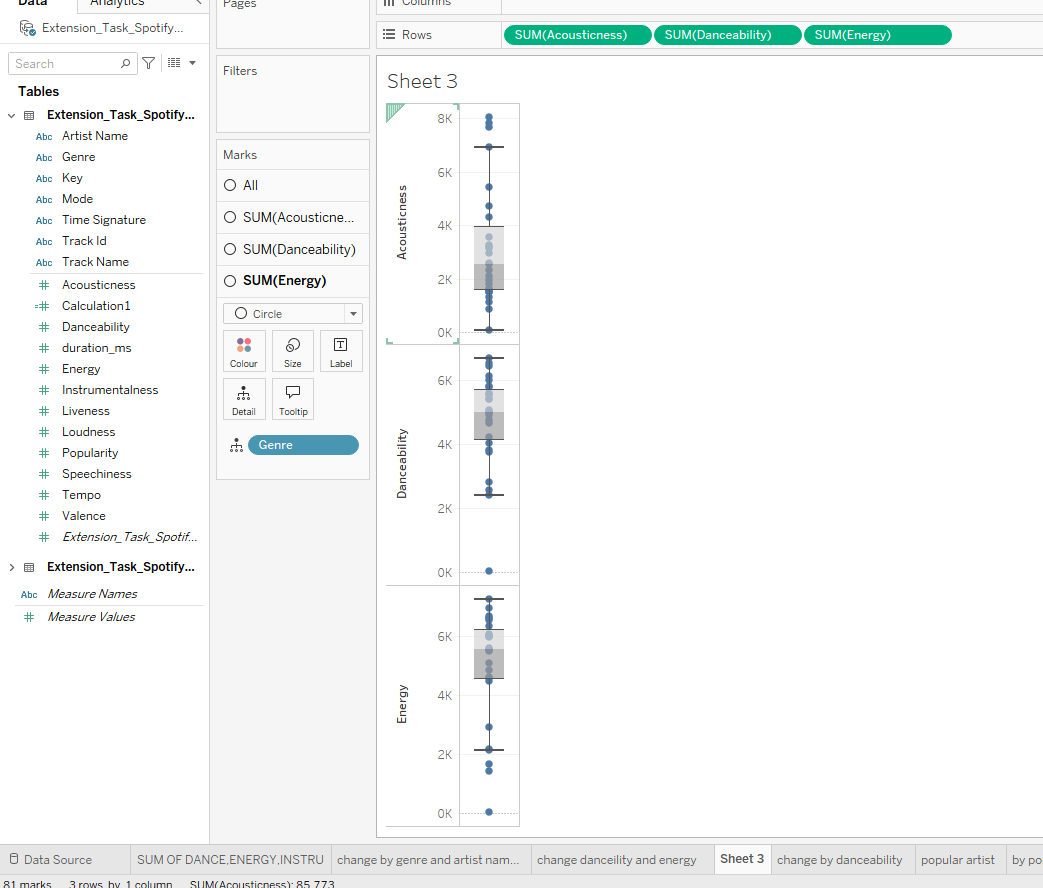 Data
Analytics
Pages
Columns
Extension_Task_Spotify...
Rows
SUM(Acousticness)
SUM(Danceability)
SUM(Energy)
Search
Filters
Sheet 3
Tables
Extension_Task_Spotify...
Abc Artist Name
Abc Genre
Abc Key
Abc Mode
Abc Time Signature
Abc Track Id
Abc Track Name
Acousticness
Calculation1
Danceability
duration_ms
Energy
Instrumentalness
Liveness
Loudness
Popularity
Speechiness
Tempo
Valence
Extension_Task_Spotif...
Extension_Task_Spotify...
Abc Measure Names
Measure Values
Marks
All
SUM(Acousticne...
SUM(Danceability)
SUM(Energy)
Circle
Colour
Size
Label
Detail
Tooltip
Genre
8K
6K
4K
2K
0K
Acousticness
6K
4K
2K
0K
Danceability
6K
4K
2K
0K
Energy
Data Source
SUM OF DANCE,ENERGY,INSTRU
change by genre and artist nam...
change danceility and energy
Sheet 3
change by danceability
popular artist
by po
81 marks
3 rows by 1 column
SUM(Acousticness): 85,773